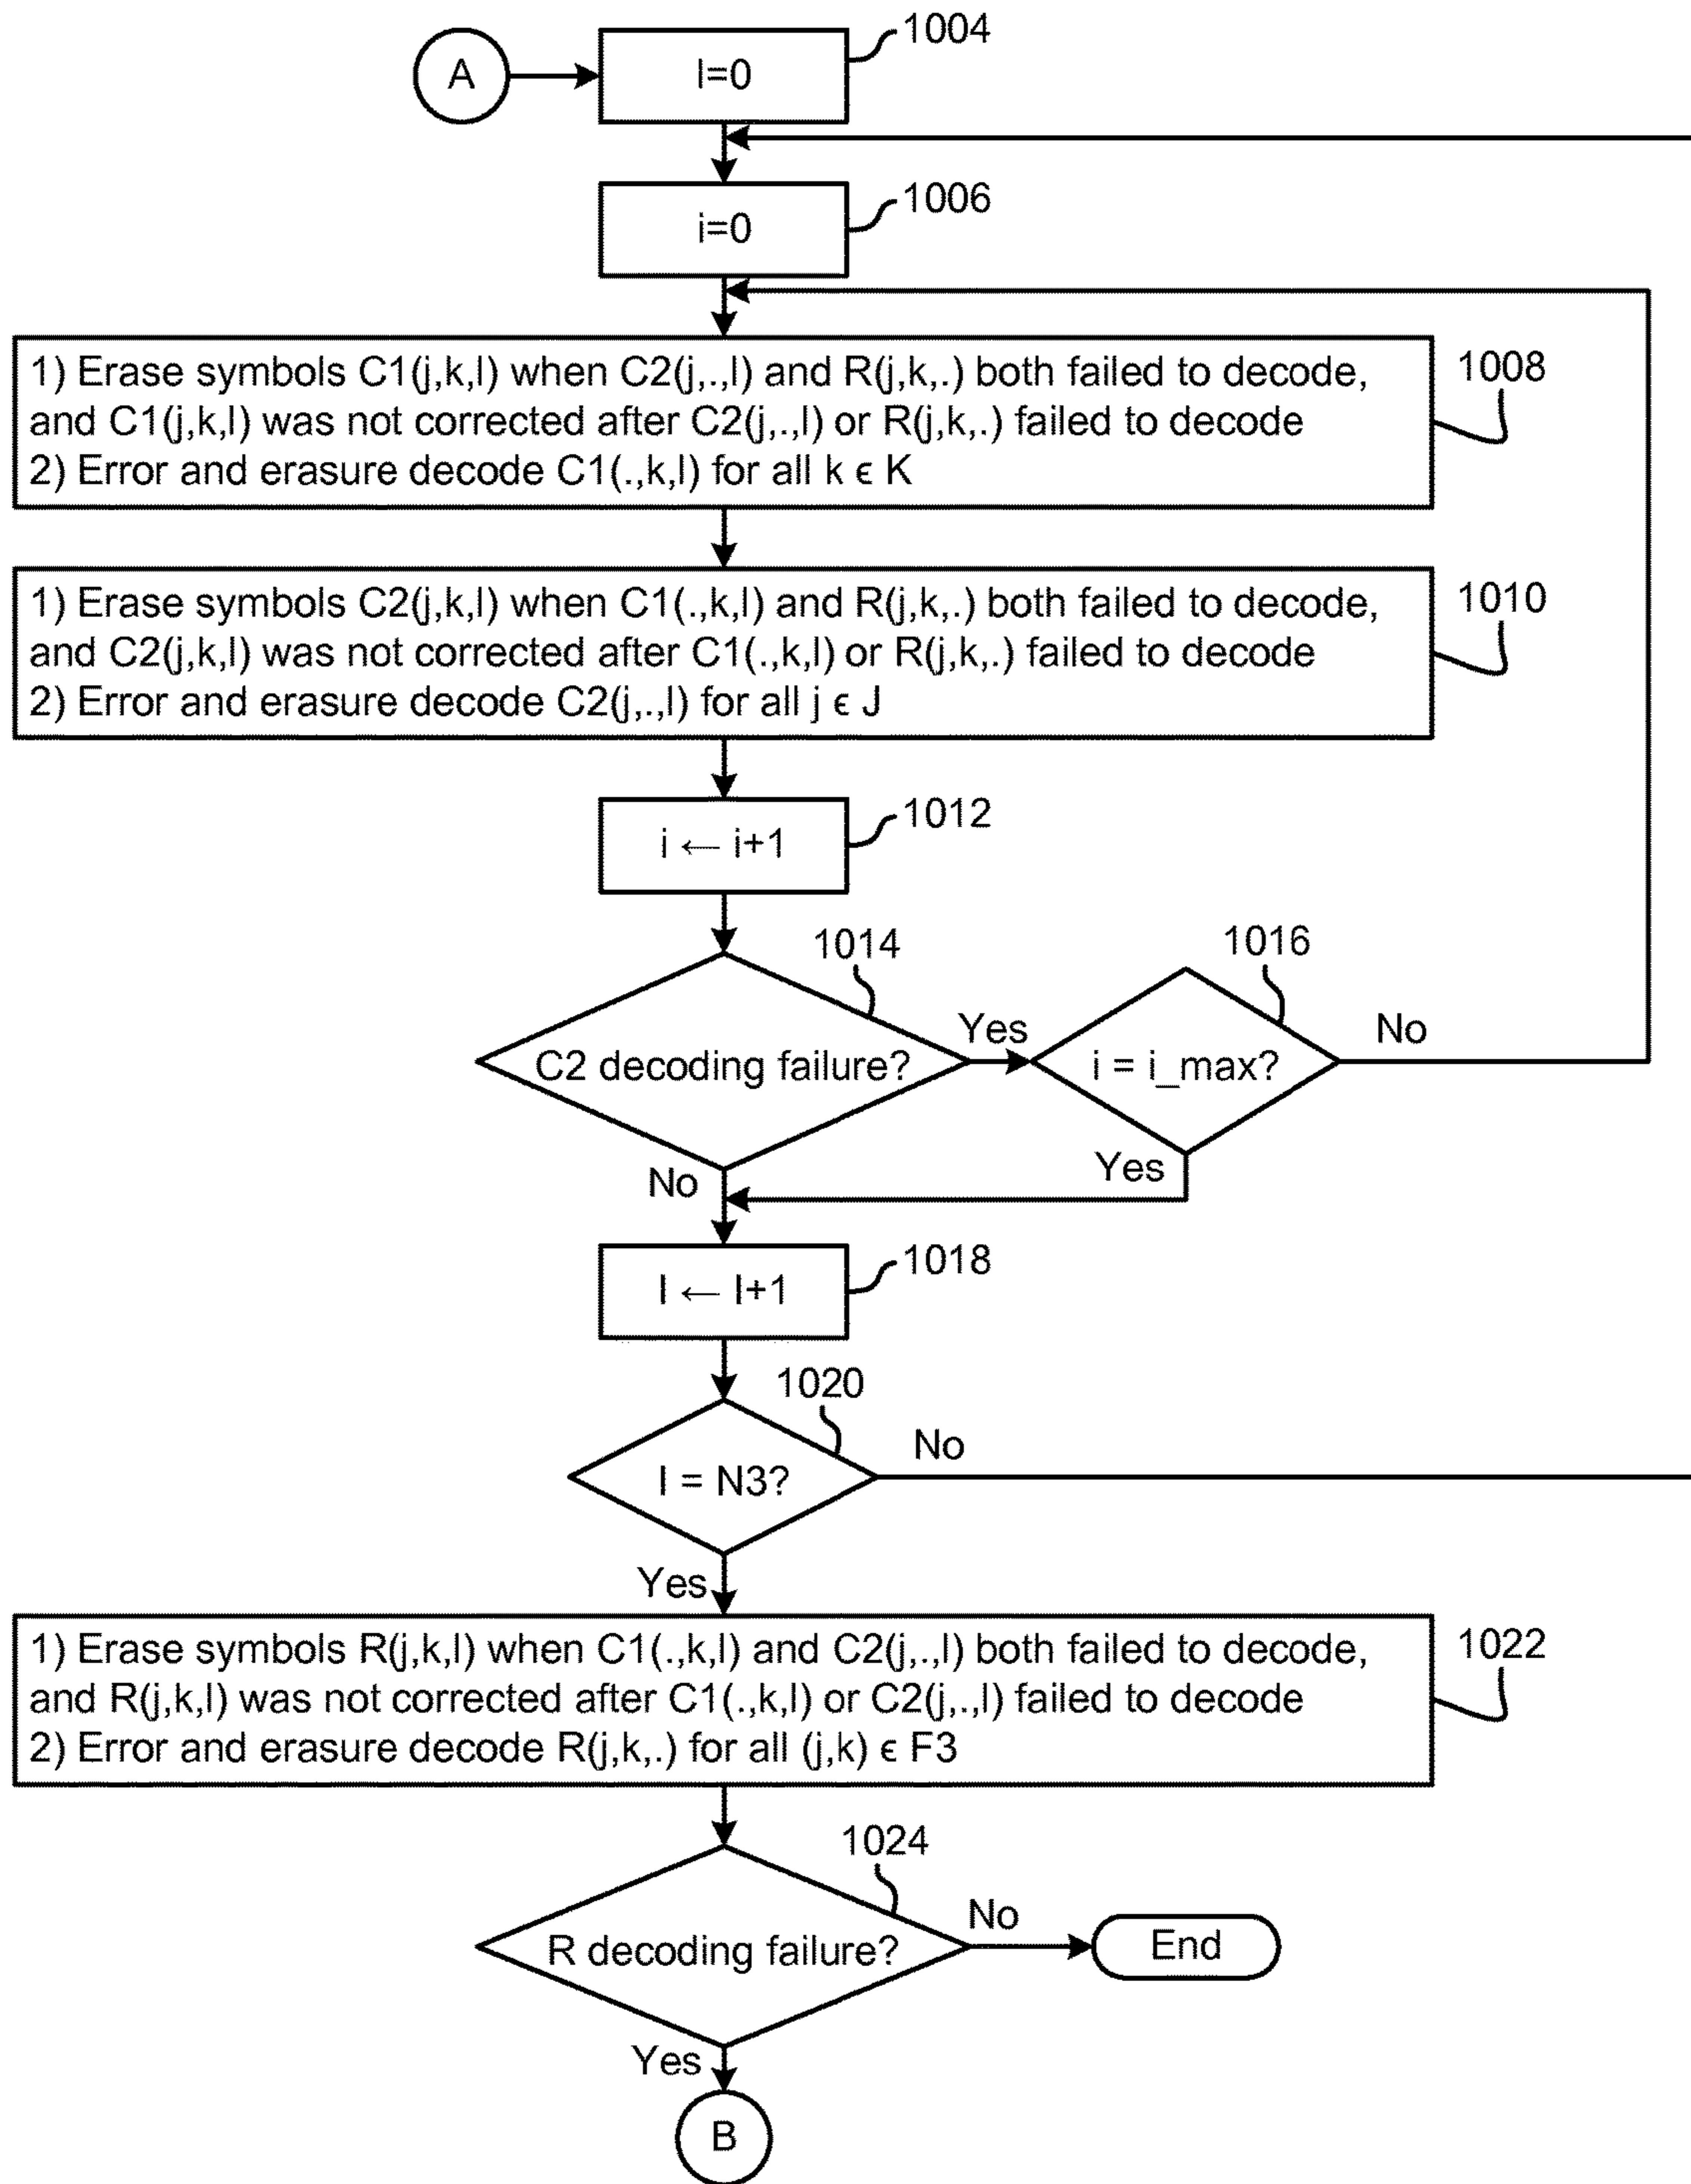 A
l=0
1004
i=0
1006
1) Erase symbols C1(j,k,l) when C2(j,.,l) and R(j,k,.) both failed to decode,
and C1(j,k,l) was not corrected after C2(j,.,l) or R(j,k,.) failed to decode
2) Error and erasure decode C1(.,k,l) for all k ϵ K
1008
1) Erase symbols C2(j,k,l) when C1(.,k,l) and R(j,k,.) both failed to decode,
and C2(j,k,l) was not corrected after C1(.,k,l) or R(j,k,.) failed to decode
2) Error and erasure decode C2(j,.,l) for all j ϵ J
1010
i ← i+1
1012
1014
C2 decoding failure?
Yes
1016
i = i_max?
No
Yes
No
l ← l+1
1018
1020
l = N3?
No
Yes
1) Erase symbols R(j,k,l) when C1(.,k,l) and C2(j,.,l) both failed to decode,
and R(j,k,l) was not corrected after C1(.,k,l) or C2(j,.,l) failed to decode
2) Error and erasure decode R(j,k,.) for all (j,k) ϵ F3
1022
1024
R decoding failure?
No
End
Yes
B